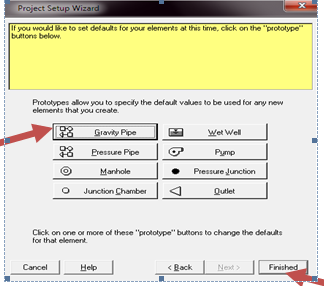 Project Setup Wizard
If you would like to set defaults for your elements at this time, click on the "prototype"
buttons below.
Prototypes allow you to specify the default values to be used for any new
elements that you create.
Gravity Pipe
Wet Well
Pressure Pipe
Pump
Manhole
Pressure Junction
Junction Chamber
Outlet
Click on one or more of these "prototype" buttons to change the defaults
for that element.
Cancel
Help
< Back
Next >
Finished